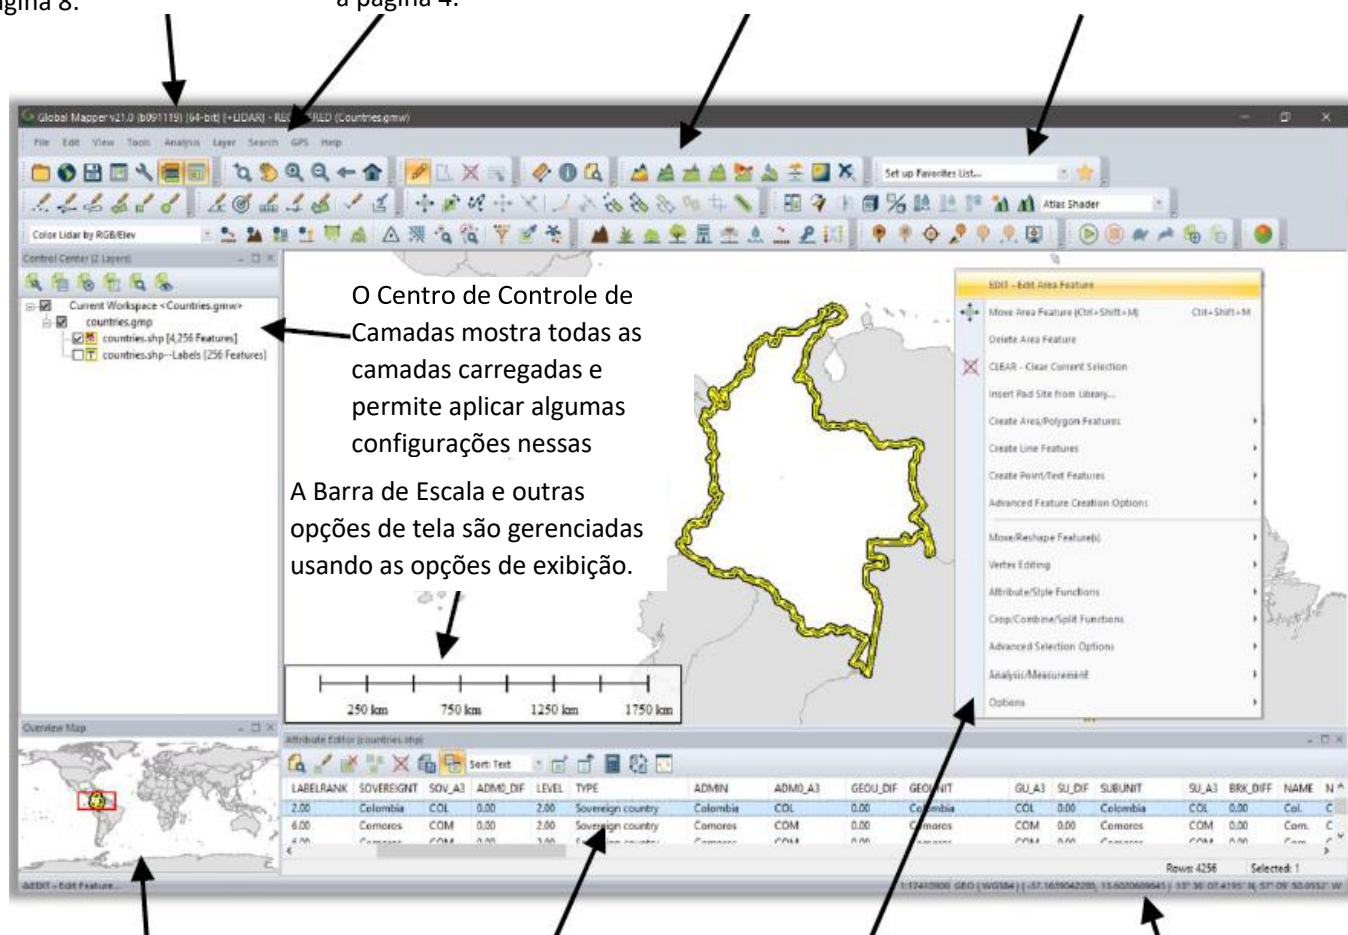 página 8.
a página 4.
Global Mapper v21.0 (b091119) [64-bit] [+LIDAR] - REGISTERED (Countries.gmw)
File Edit View Tools Analysis Layer Search GPS Help
Set up Favorites List...
Atlas Shader
Color Lidar by RGB/Elev
Control Center (2 Layers)
Current Workspace <Countries.gmw>
countries.gmp
countries.shp [4,256 Features]
countries.shp--Labels [256 Features]
O Centro de Controle de
Camadas mostra todas as
camadas carregadas e
permite aplicar algumas
configurações nessas
A Barra de Escala e outras
opções de tela são gerenciadas
usando as opções de exibição.
250 km 750 km 1250 km 1750 km
EDIT - Edit Area Feature
Move Area Feature (Ctrl+Shift+M) Ctrl+Shift+M
Delete Area Feature
CLEAR - Clear Current Selection
Insert Pad Site from Library...
Create Area/Polygon Features
Create Line Features
Create Point/Text Features
Advanced Feature Creation Options
Move/Reshape Feature(s)
Vertex Editing
Attribute/Style Functions
Crop/Combine/Split Functions
Advanced Selection Options
Analysis/Measurement
Options
Overview Map
Attribute Editor (countries.shp)
Sort: Text
LABELRANK SOVEREIGNT SOV_A3 ADM0_DIF LEVEL TYPE ADMIN ADM0_A3 GEOU_DIF GEOUNIT GU_A3 SU_DIF SUBUNIT SU_A3 BRK_DIFF NAME N
2.00 Colombia COL 0.00 2.00 Sovereign country Colombia COL 0.00 Colombia COL 0.00 Colombia COL 0.00 Col. C
6.00 Comoros COM 0.00 2.00 Sovereign country Comoros COM 0.00 Comoros COM 0.00 Comoros COM 0.00 Com. C
Rows: 4256 Selected: 1
&EDIT - Edit Feature...
GEO (WGS84)